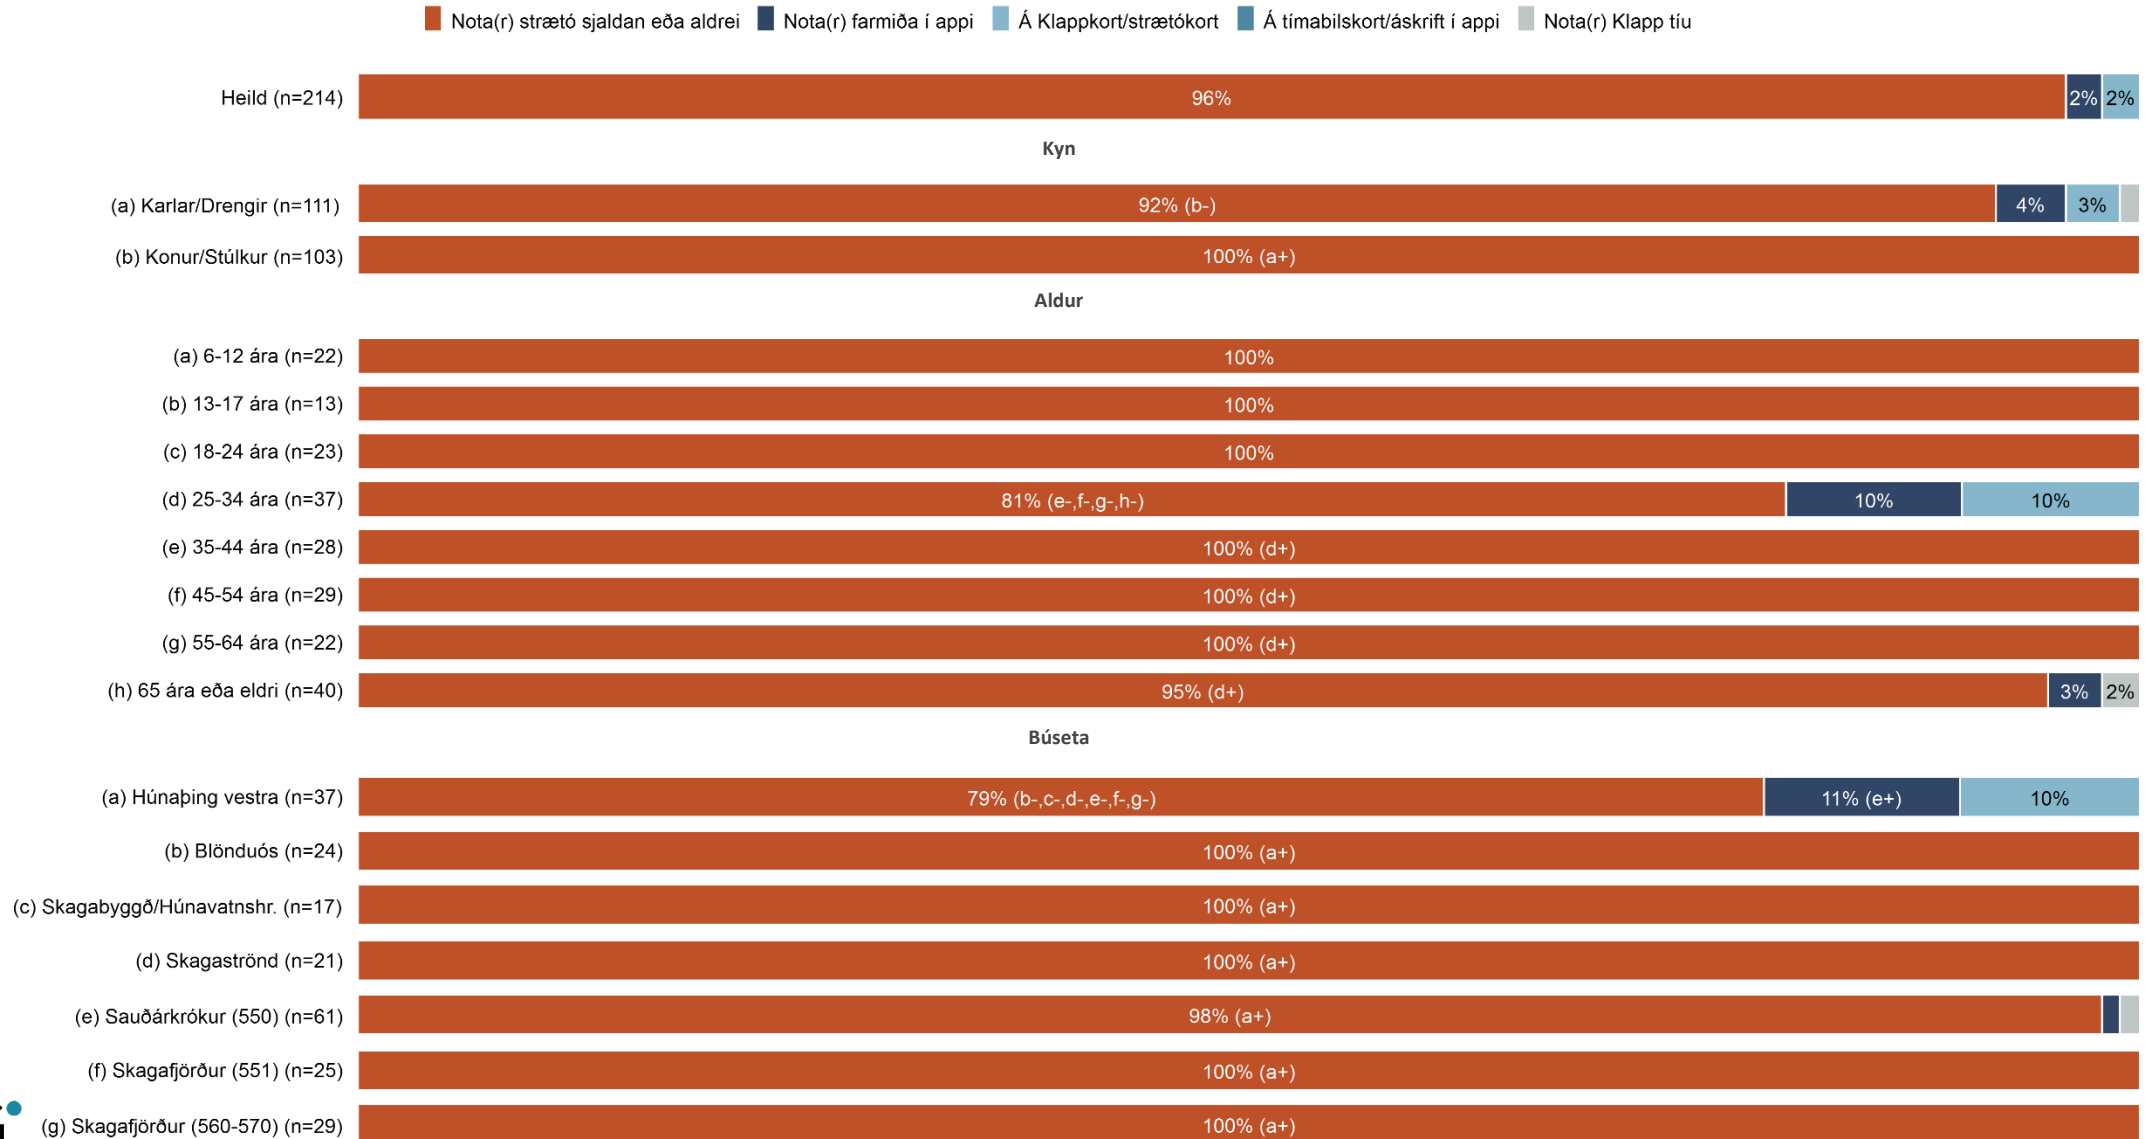 Nota(r) strætó sjaldan eða aldrei Nota(r) farmiða í appi Á Klappkort/strætókort Á tímabilskort/áskrift í appi Nota(r) Klapp tíu
Heild (n=214) 96% 2% 2%
Kyn
(a) Karlar/Drengir (n=111) 92% (b-) 4% 3%
(b) Konur/Stúlkur (n=103) 100% (a+)
Aldur
(a) 6-12 ára (n=22) 100%
(b) 13-17 ára (n=13) 100%
(c) 18-24 ára (n=23) 100%
(d) 25-34 ára (n=37) 81% (e-,f-,g-,h-) 10% 10%
(e) 35-44 ára (n=28) 100% (d+)
(f) 45-54 ára (n=29) 100% (d+)
(g) 55-64 ára (n=22) 100% (d+)
(h) 65 ára eða eldri (n=40) 95% (d+) 3% 2%
Búseta
(a) Húnaþing vestra (n=37) 79% (b-,c-,d-,e-,f-,g-) 11% (e+) 10%
(b) Blönduós (n=24) 100% (a+)
(c) Skagabyggð/Húnavatnshr. (n=17) 100% (a+)
(d) Skagaströnd (n=21) 100% (a+)
(e) Sauðárkrókur (550) (n=61) 98% (a+)
(f) Skagafjörður (551) (n=25) 100% (a+)
(g) Skagafjörður (560-570) (n=29) 100% (a+)